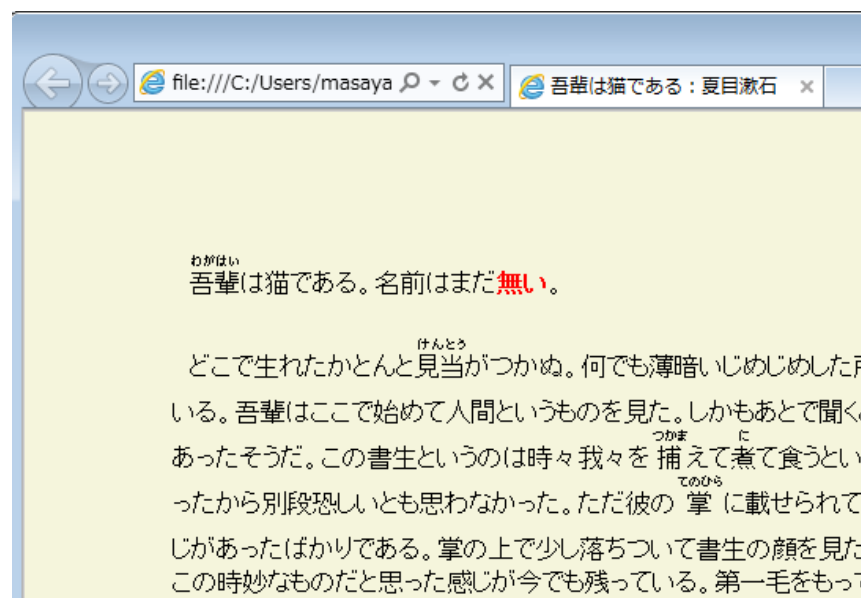 file:///C:/Users/masaya
吾輩は猫である：夏目漱石
わがはい
吾輩は猫である。名前はまだ無い。
けんとう
どこで生れたかとんと見当がつかぬ。何でも薄暗いじめじめした
いる。吾輩はここで始めて人間というものを見た。しかもあとで聞く
つかま に
あったそうだ。この書生というのは時々我々を捕えて煮て食うとい
てのひら
ったから別段恐しいとも思わなかった。ただ彼の掌に載せられて
じがあったばかりである。掌の上で少し落ちついて書生の顔を見た
この時妙なものだと思った感じが今でも残っている。第一毛をもって